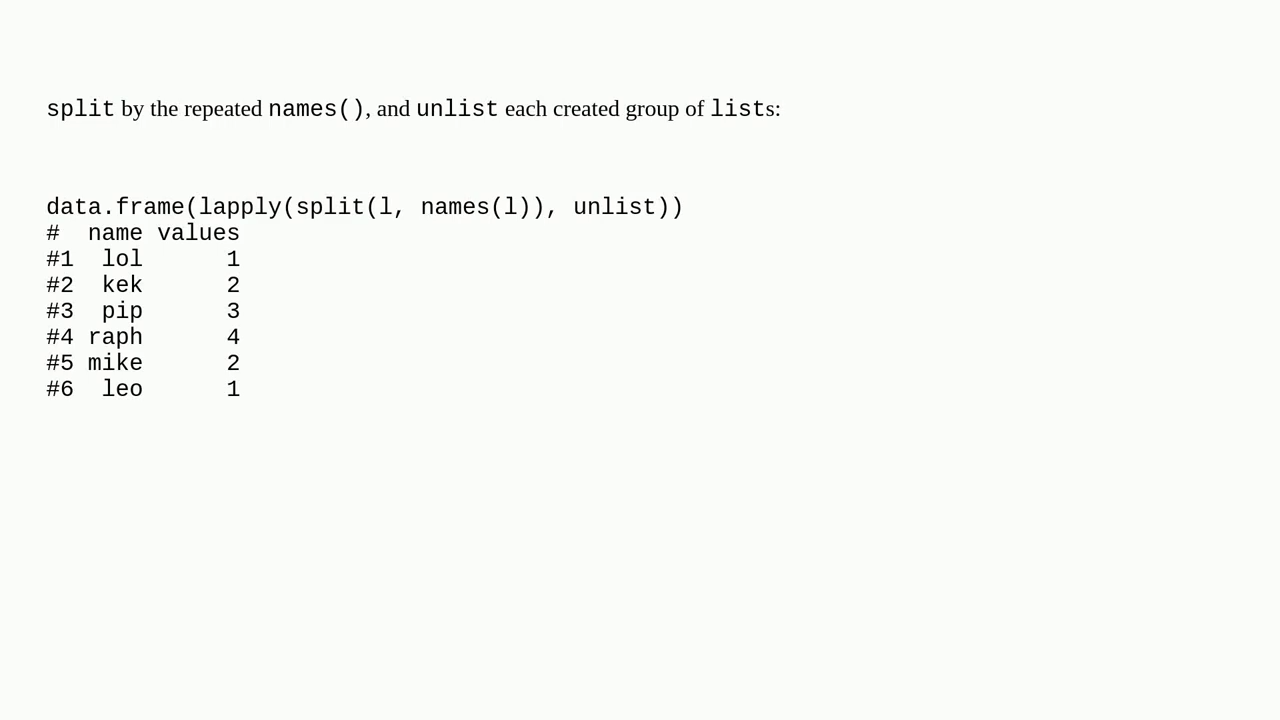 split by the repeated names(), and unlist each created group of lists:
data.frame(lapply(split(l, names(l)), unlist))
#  name values
#1  lol      1
#2  kek      2
#3  pip      3
#4 raph      4
#5 mike      2
#6  leo      1